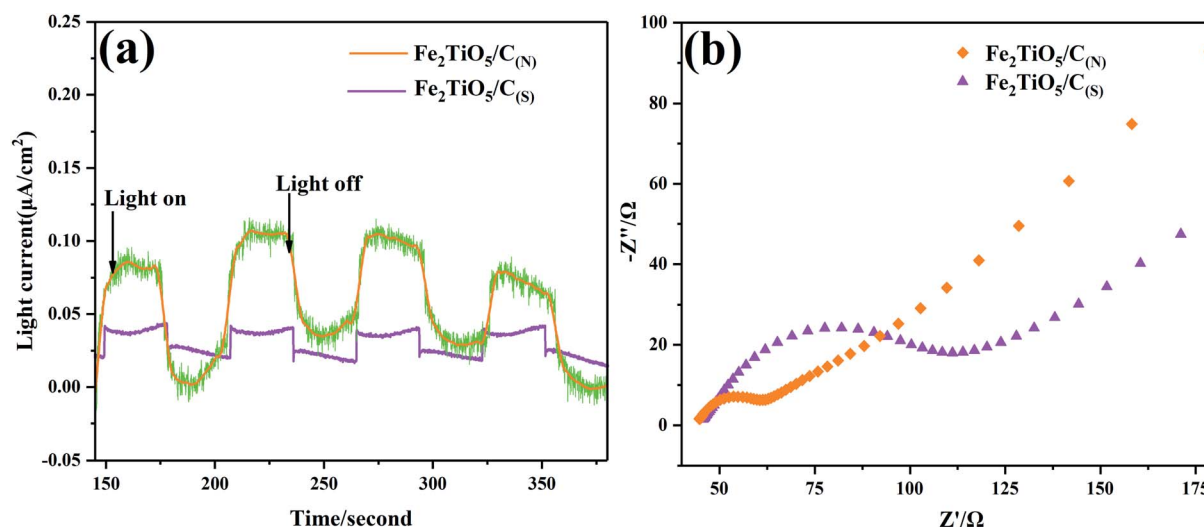 (a)
Fe₂TiO₅/C₍N₎
Fe₂TiO₅/C₍S₎
Light on
Light off
Light current(μA/cm²)
0.25
0.20
0.15
0.10
0.05
0.00
-0.05
150 200 250 300 350
Time/second
(b)
Fe₂TiO₅/C₍N₎
Fe₂TiO₅/C₍S₎
-Z''/Ω
100
80
60
40
20
0
50 75 100 125 150 175
Z'/Ω